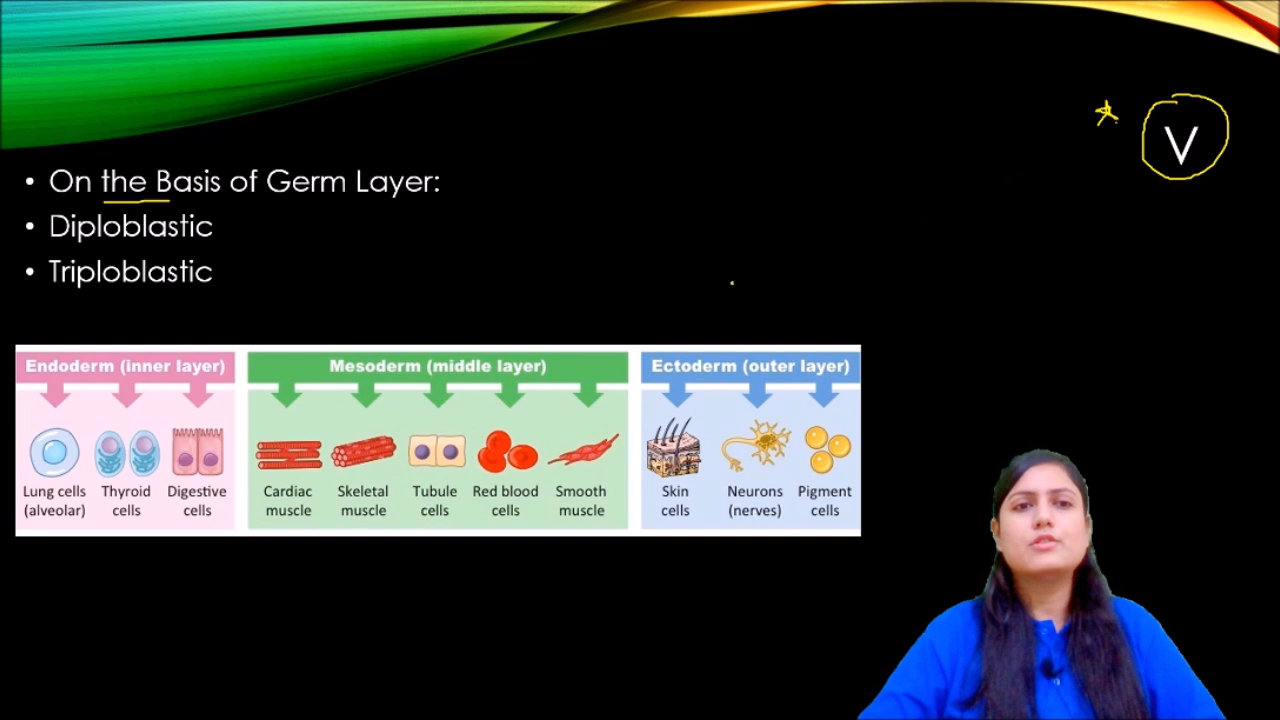 V
• On the Basis of Germ Layer:
• Diploblastic
• Triploblastic
Endoderm (inner layer)
Lung cells (alveolar)
Thyroid cells
Digestive cells
Mesoderm (middle layer)
Cardiac muscle
Skeletal muscle
Tubule cells
Red blood cells
Smooth muscle
Ectoderm (outer layer)
Skin cells
Neurons (nerves)
Pigment cells